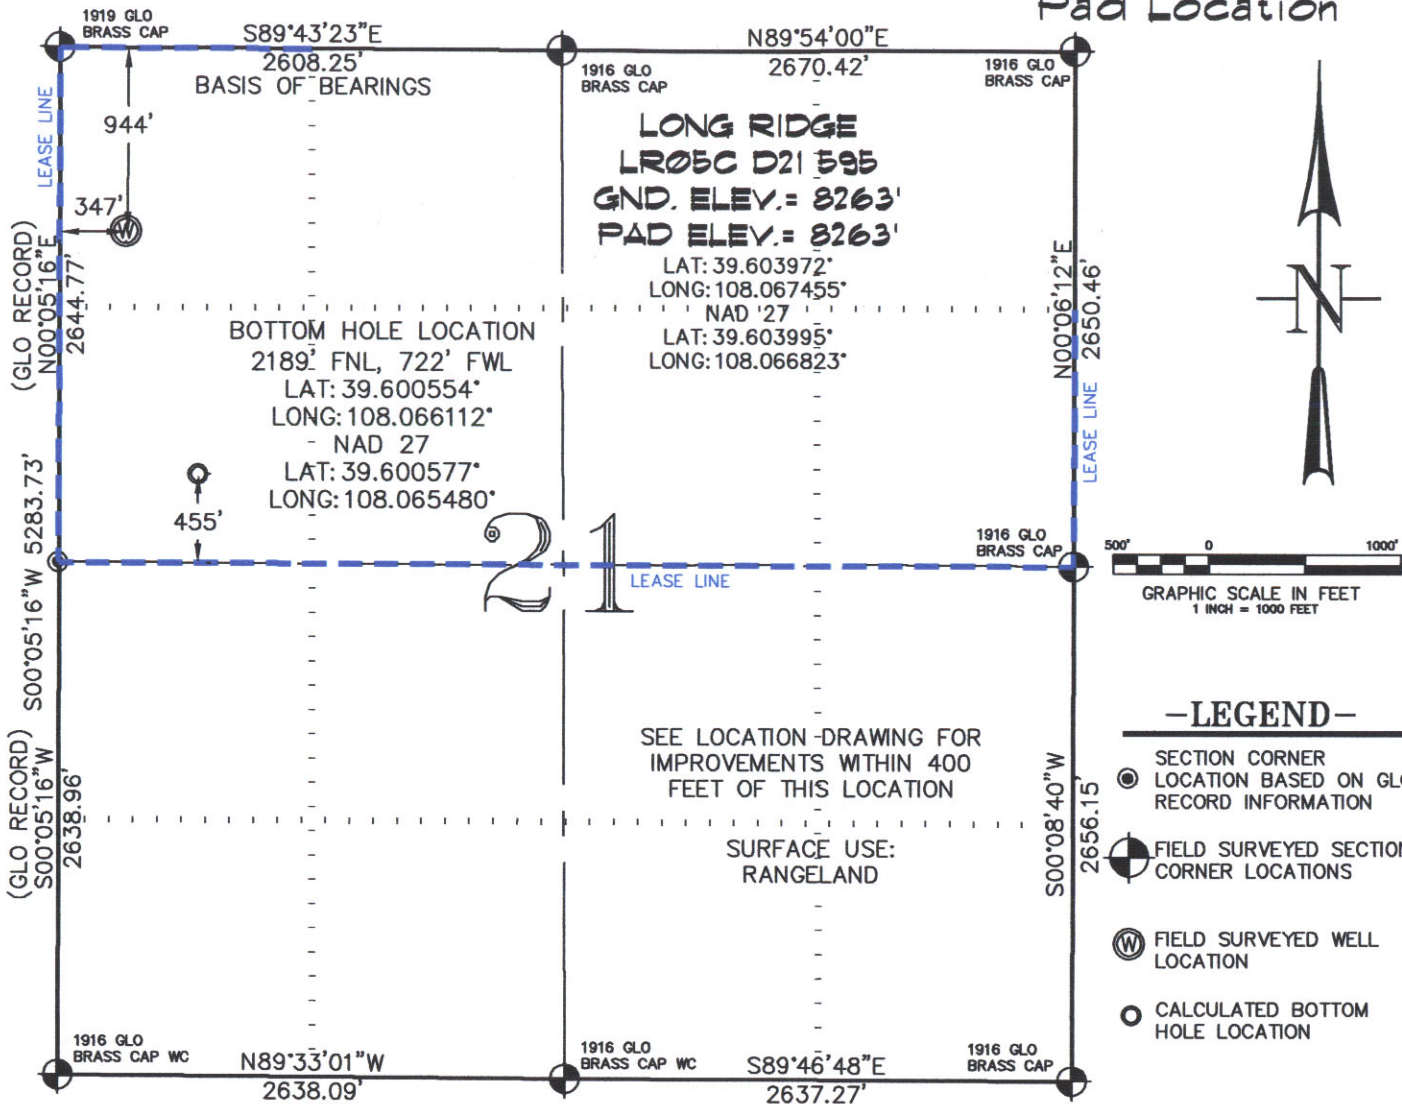 Pad Location
1919 GLO
BRASS CAP
S89°43'23"E
2608.25'
BASIS OF BEARINGS
N89°54'00"E
2670.42'
1916 GLO
BRASS CAP
1916 GLO
BRASS CAP
LEASE LINE
944'
347'
(GLO RECORD)
N00°05'16"E
2644.77'
LONG RIDGE
LRØ5C D21 595
GND. ELEV.= 8263'
PAD ELEV.= 8263'
LAT: 39.603972°
LONG: 108.067455°
NAD 27
LAT: 39.603995°
LONG: 108.066823°
N00°06'12"E
2650.46'
LEASE LINE
N
BOTTOM HOLE LOCATION
2189' FNL, 722' FWL
LAT: 39.600554°
LONG: 108.066112°
NAD 27
LAT: 39.600577°
LONG: 108.065480°
455'
S00°05'16"W 5283.73'
W
21
LEASE LINE
1916 GLO
BRASS CAP
500' 0 1000'
GRAPHIC SCALE IN FEET
1 INCH = 1000 FEET
(GLO RECORD)
S00°05'16"W
2638.96'
SEE LOCATION DRAWING FOR
IMPROVEMENTS WITHIN 400
FEET OF THIS LOCATION
SURFACE USE:
RANGELAND
S00°08'40"W
2656.15'
-LEGEND-
SECTION CORNER
LOCATION BASED ON GLO
RECORD INFORMATION
FIELD SURVEYED SECTION
CORNER LOCATIONS
W FIELD SURVEYED WELL
LOCATION
CALCULATED BOTTOM
HOLE LOCATION
1916 GLO
BRASS CAP WC
N89°33'01"W
2638.09'
1916 GLO
BRASS CAP WC
S89°46'48"E
2637.27'
1916 GLO
BRASS CAP